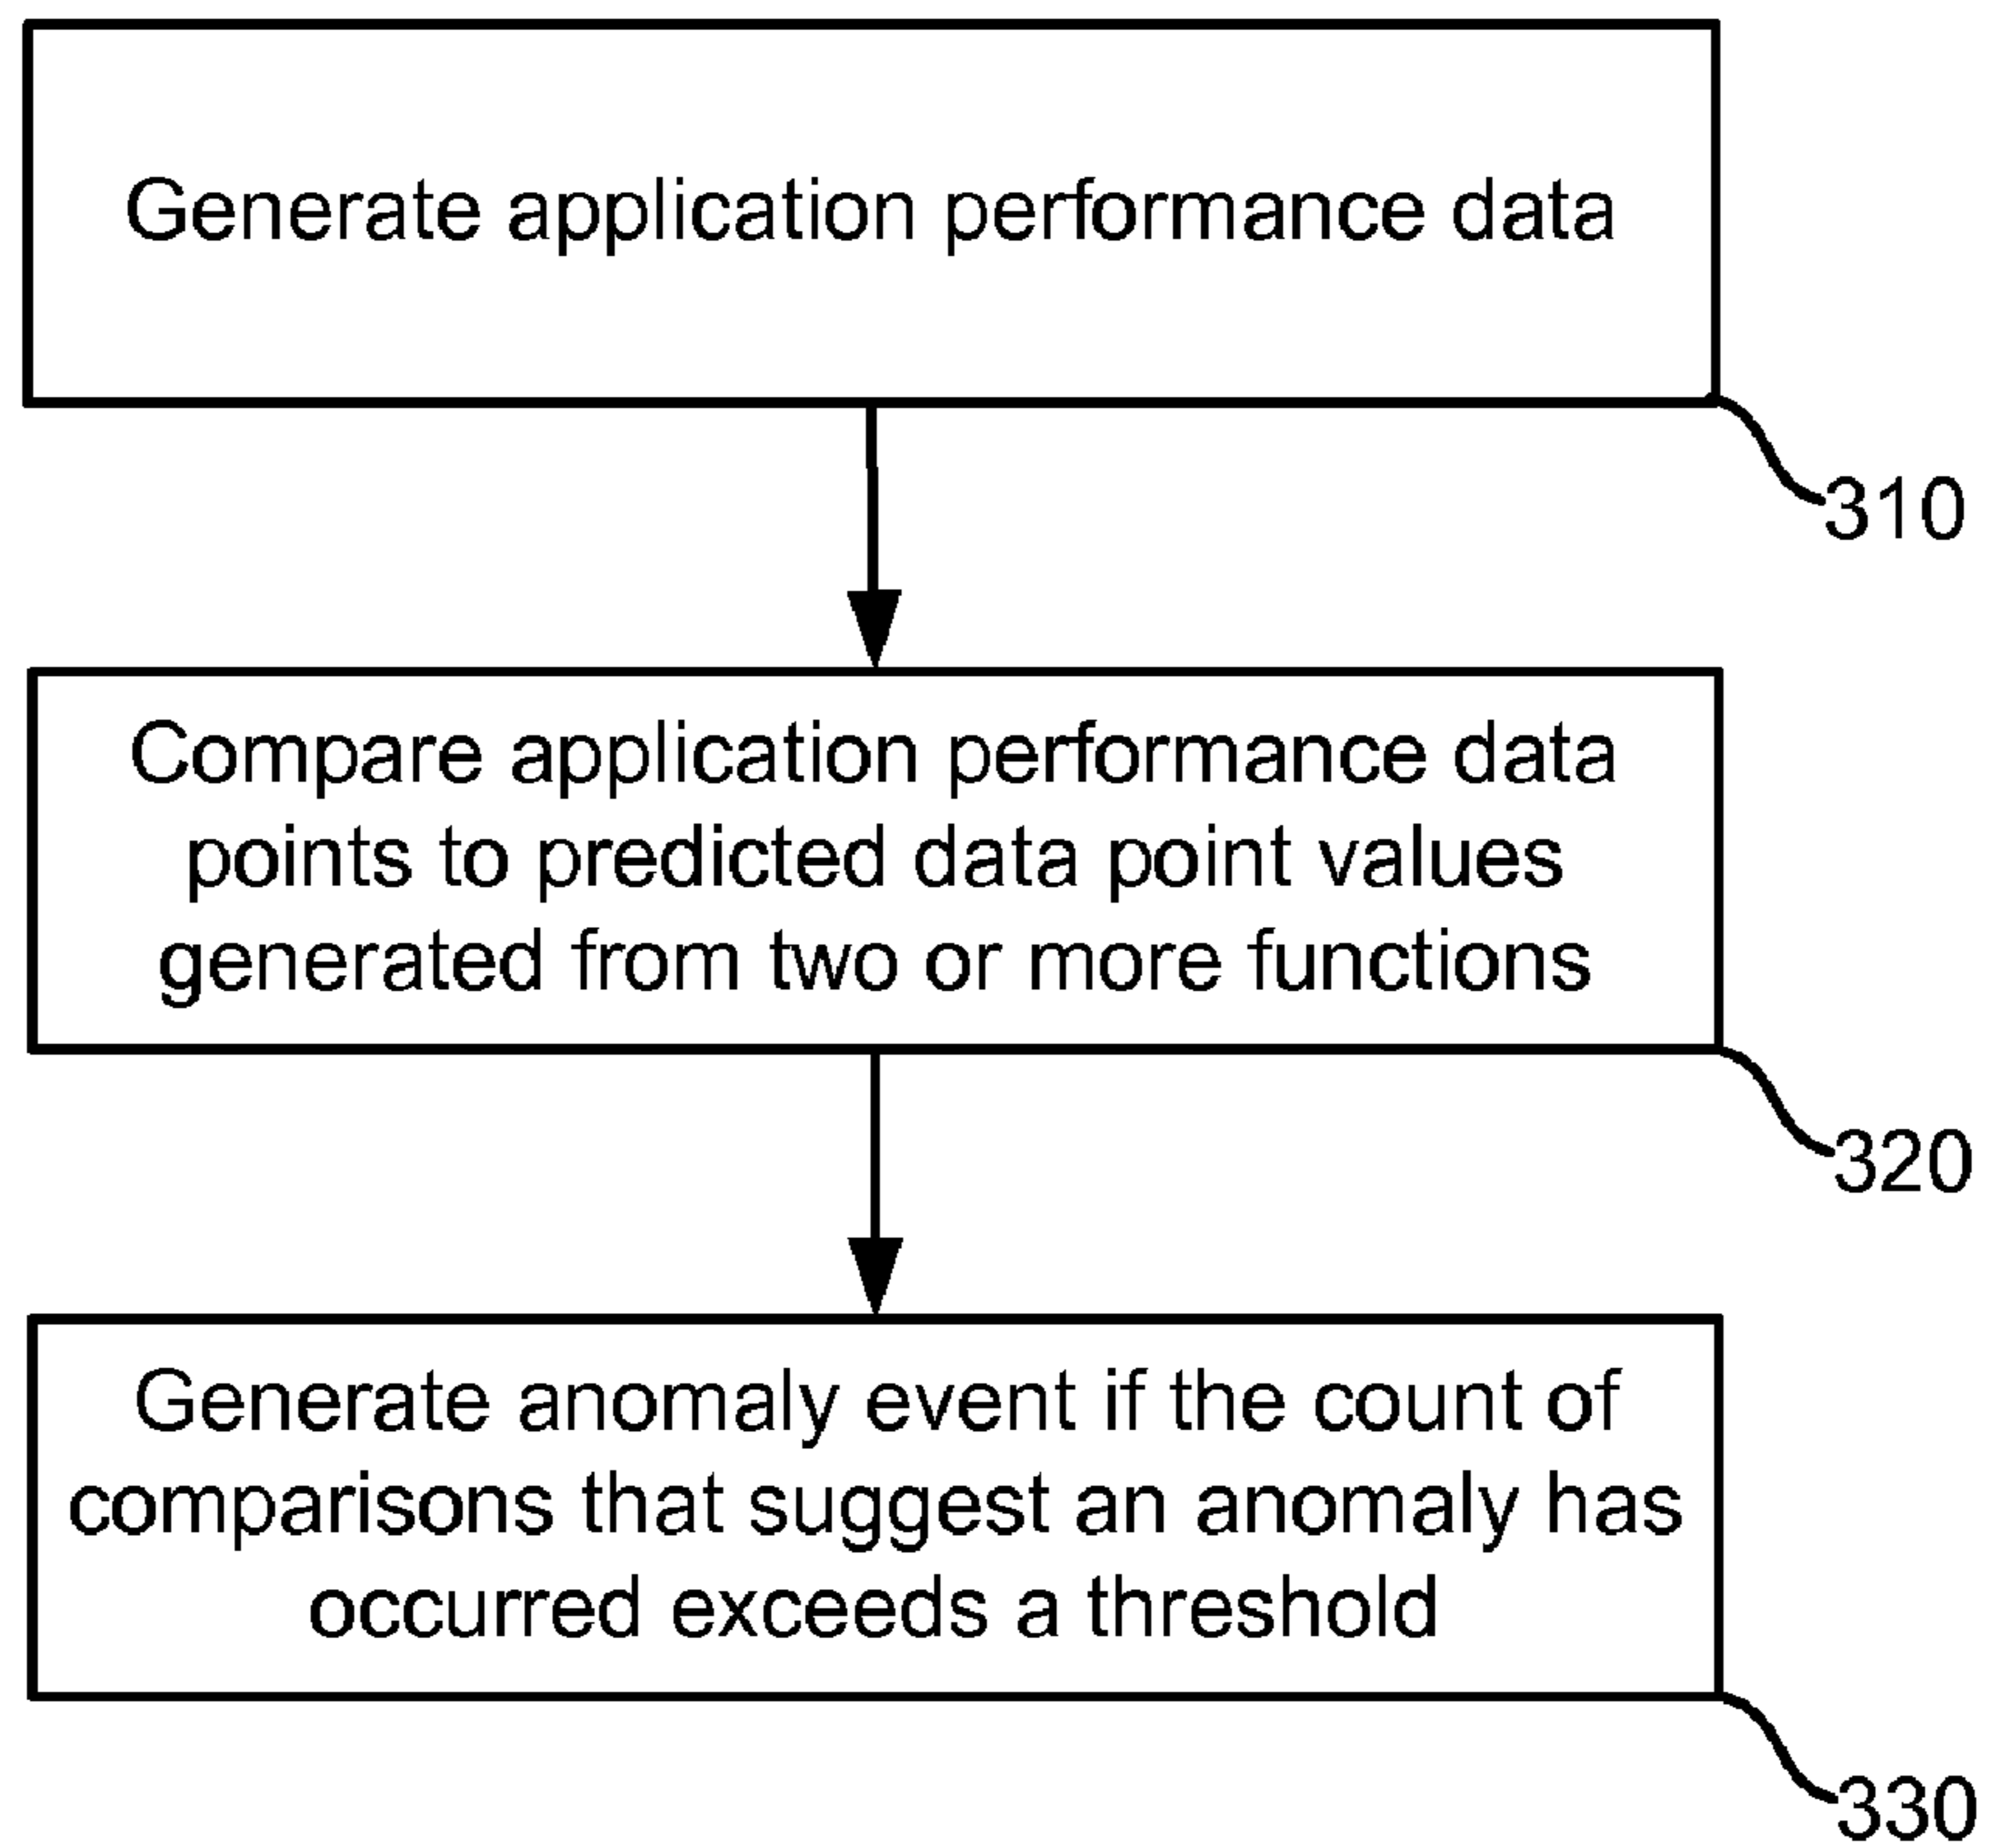 Generate application performance data
310
Compare application performance data
points to predicted data point values
generated from two or more functions
320
Generate anomaly event if the count of
comparisons that suggest an anomaly has
occurred exceeds a threshold
330